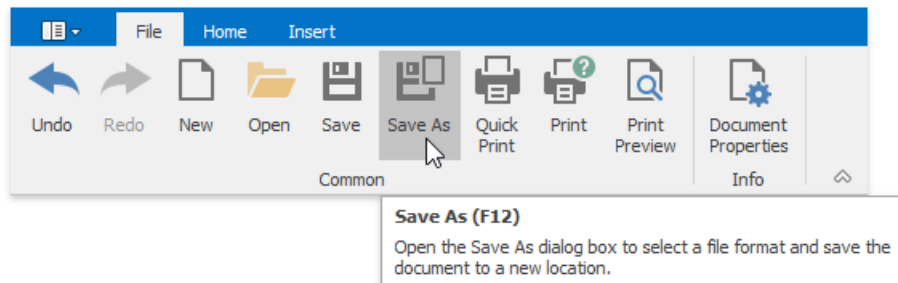 File Home Insert
Undo Redo New Open Save Save As Quick Print Print Print Preview Document Properties
Common Info
Save As (F12)
Open the Save As dialog box to select a file format and save the
document to a new location.